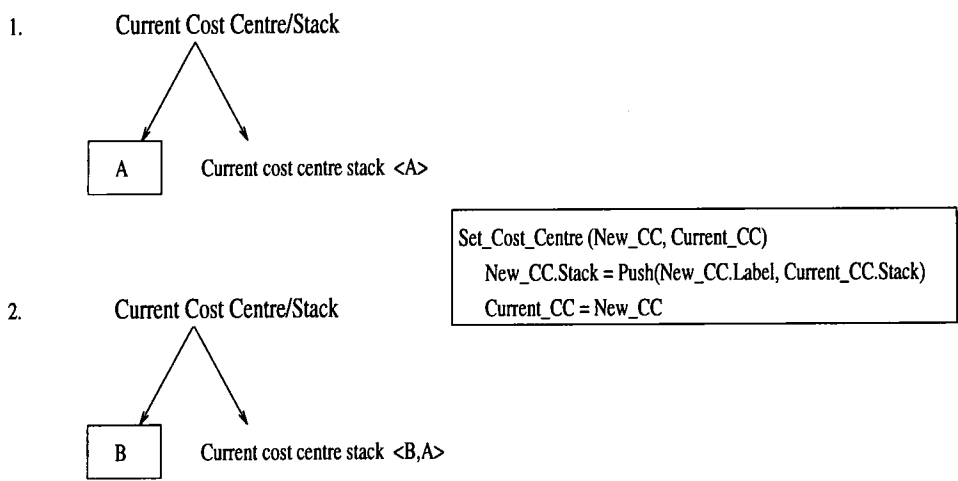 1. Current Cost Centre/Stack
A Current cost centre stack <A>
Set_Cost_Centre (New_CC, Current_CC)
New_CC.Stack = Push(New_CC.Label, Current_CC.Stack)
Current_CC = New_CC
2. Current Cost Centre/Stack
B Current cost centre stack <B,A>